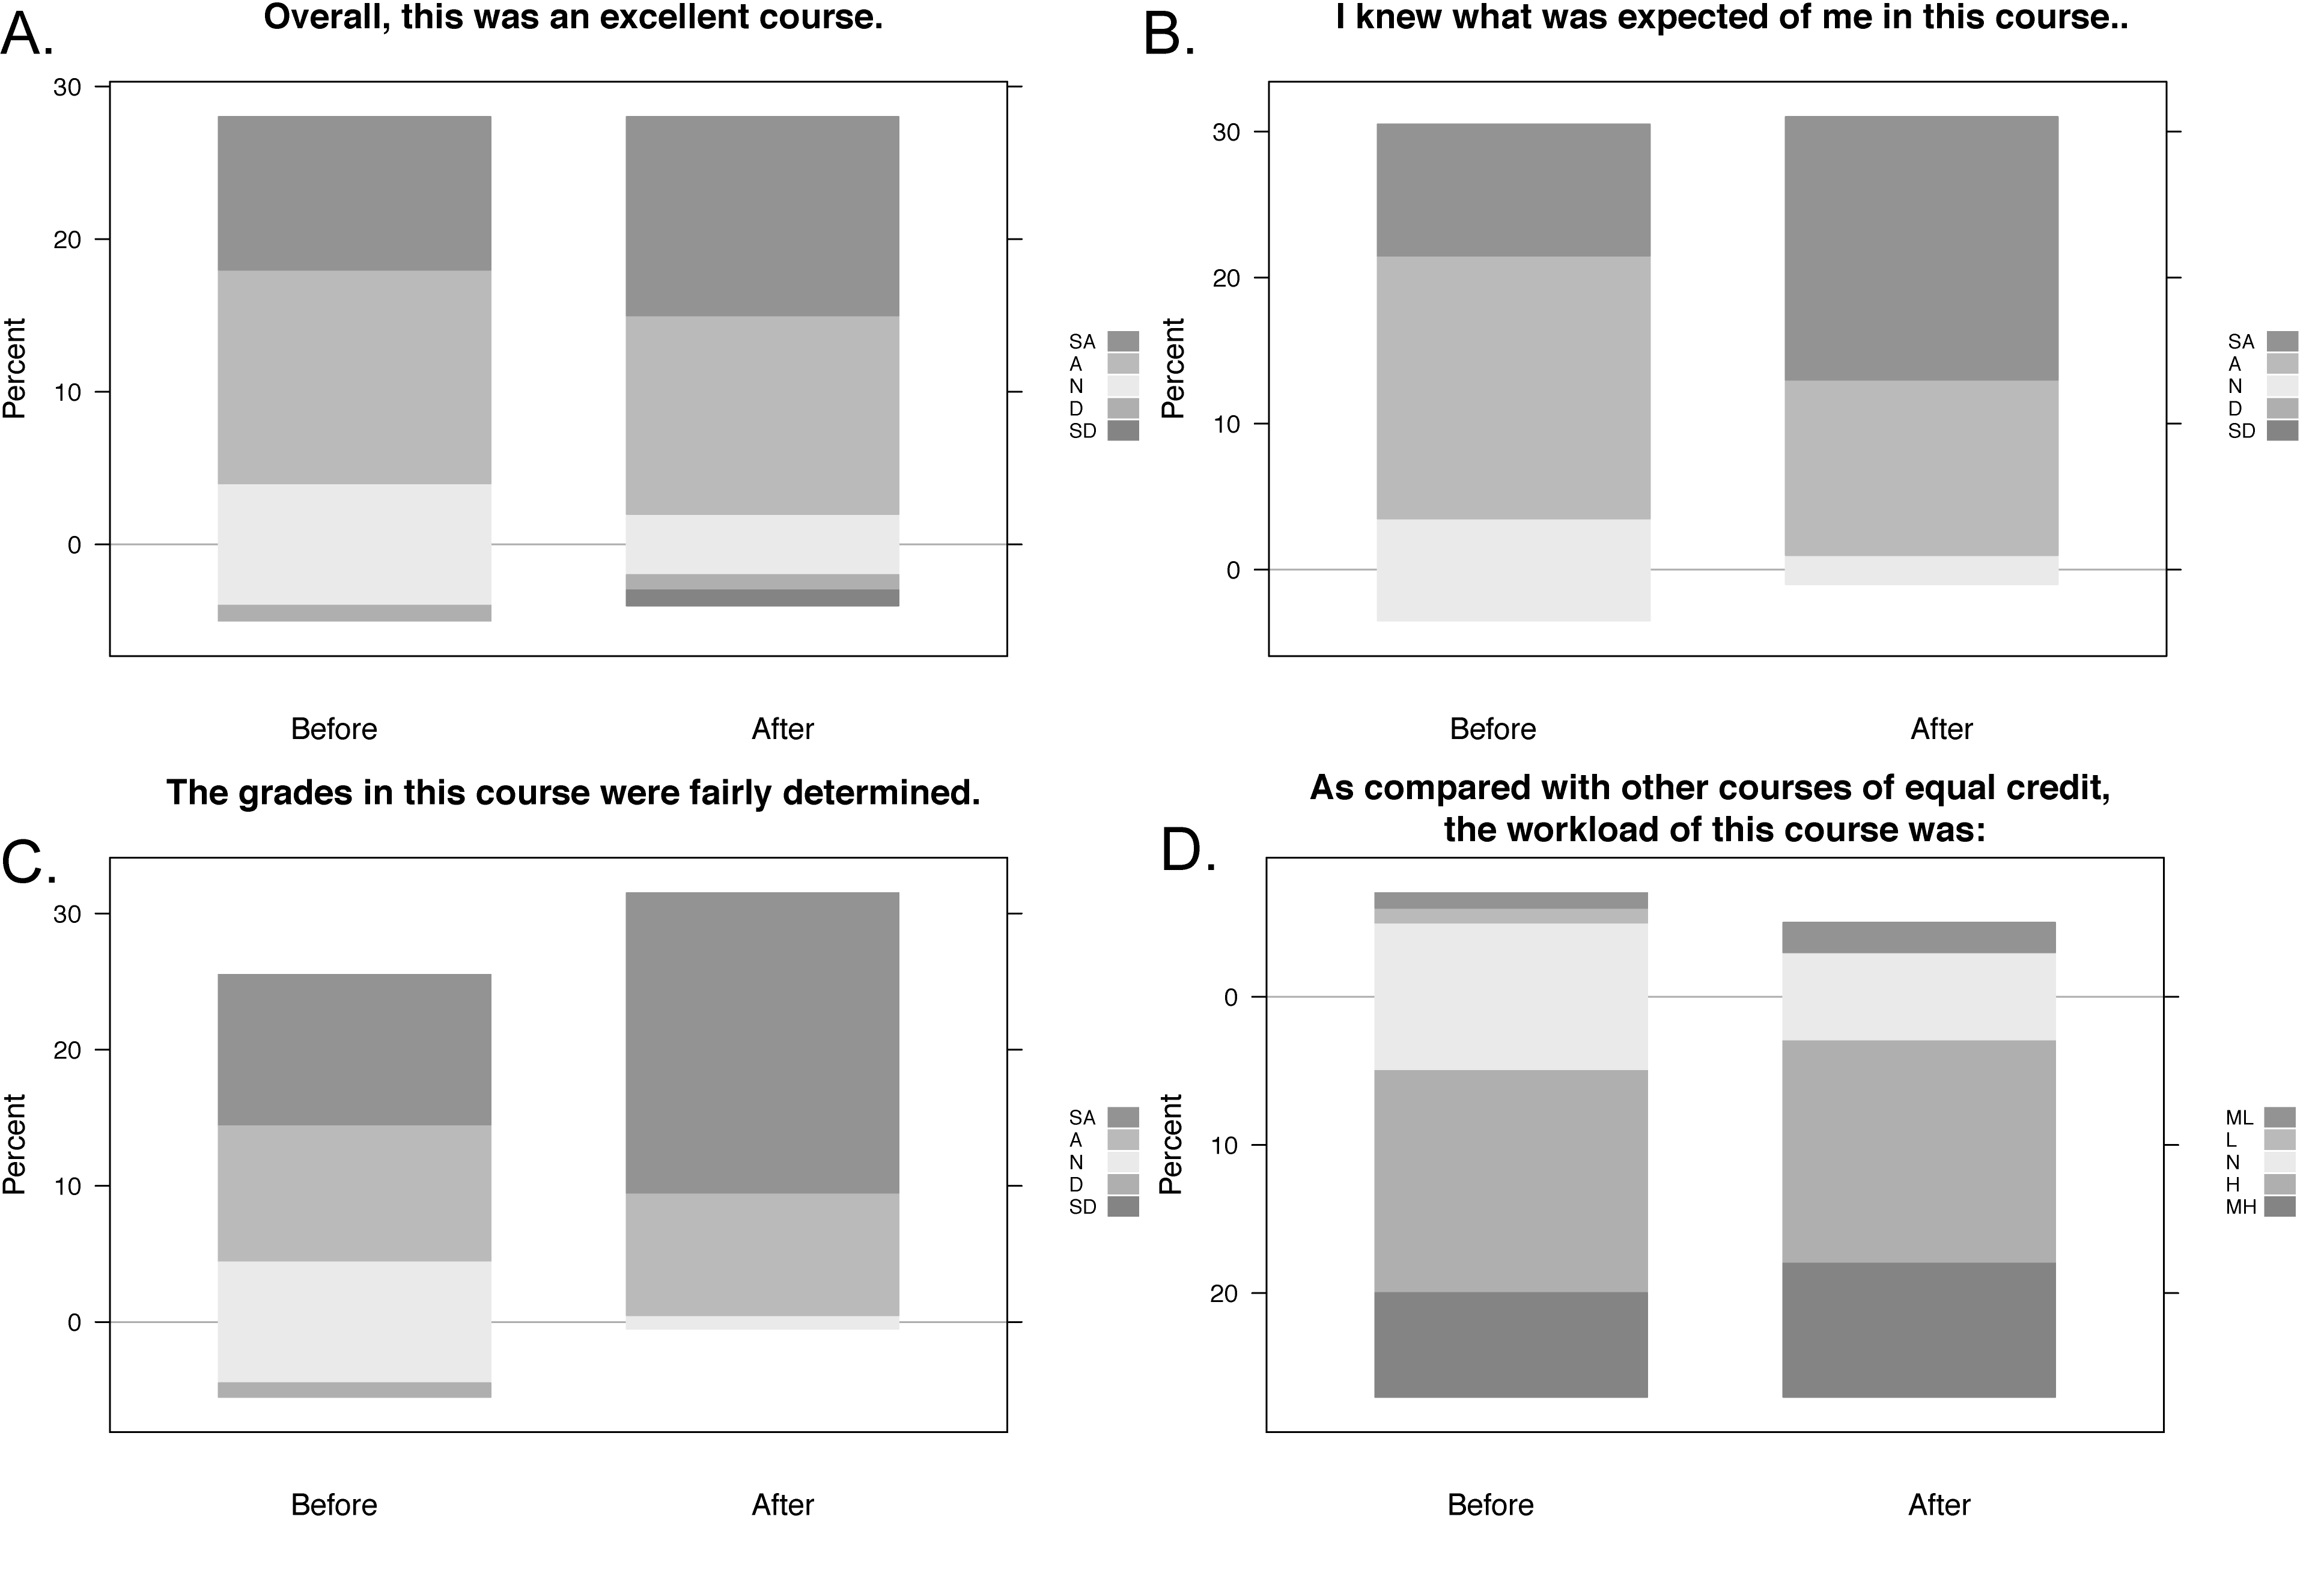 A.
Overall, this was an excellent course.
30
20
10
0
Percent
SA
A
N
D
SD
Before
After
B.
I knew what was expected of me in this course..
30
20
10
0
Percent
SA
A
N
D
SD
Before
After
C.
The grades in this course were fairly determined.
30
20
10
0
Percent
SA
A
N
D
SD
Before
After
D.
As compared with other courses of equal credit,
the workload of this course was:
0
10
20
Percent
ML
L
N
H
MH
Before
After